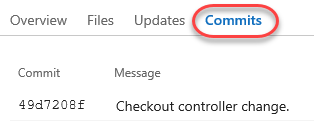 Overview Files Updates Commits
Commit Message
49d7208f Checkout controller change.